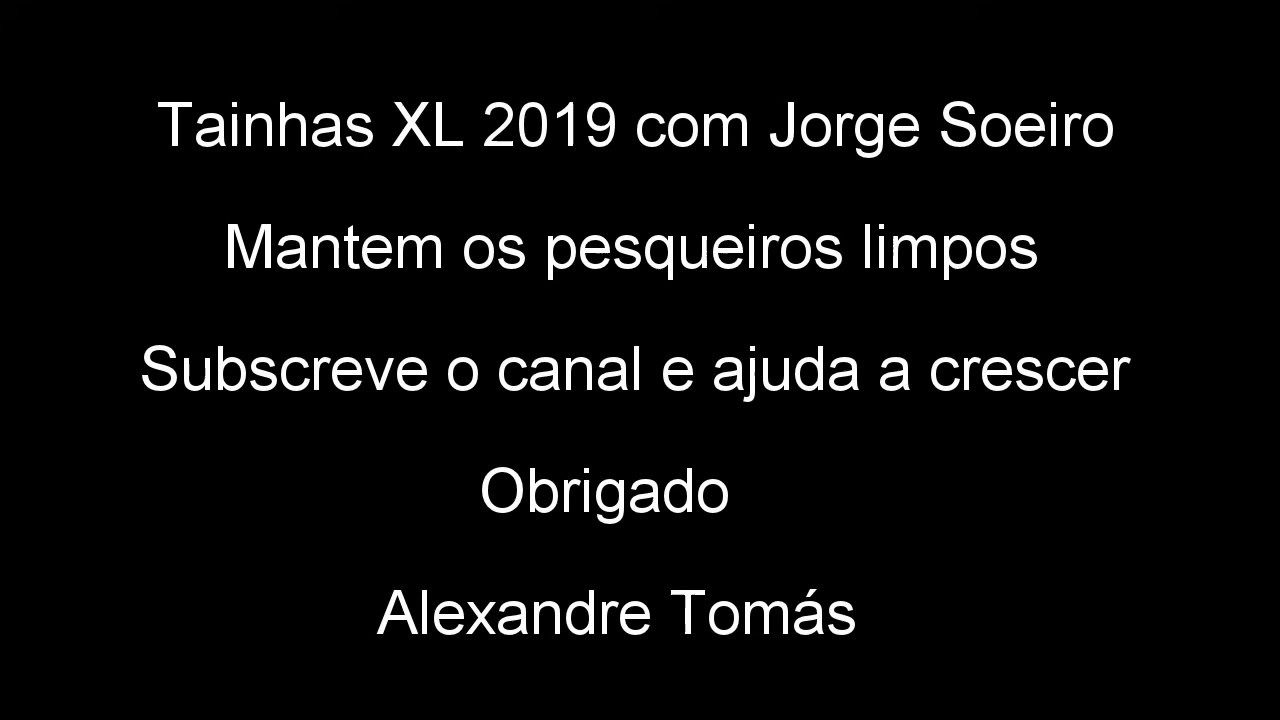 Tainhas XL 2019 com Jorge Soeiro
Mantem os pesqueiros limpos
Subscreve o canal e ajuda a crescer
Obrigado
Alexandre Tomás